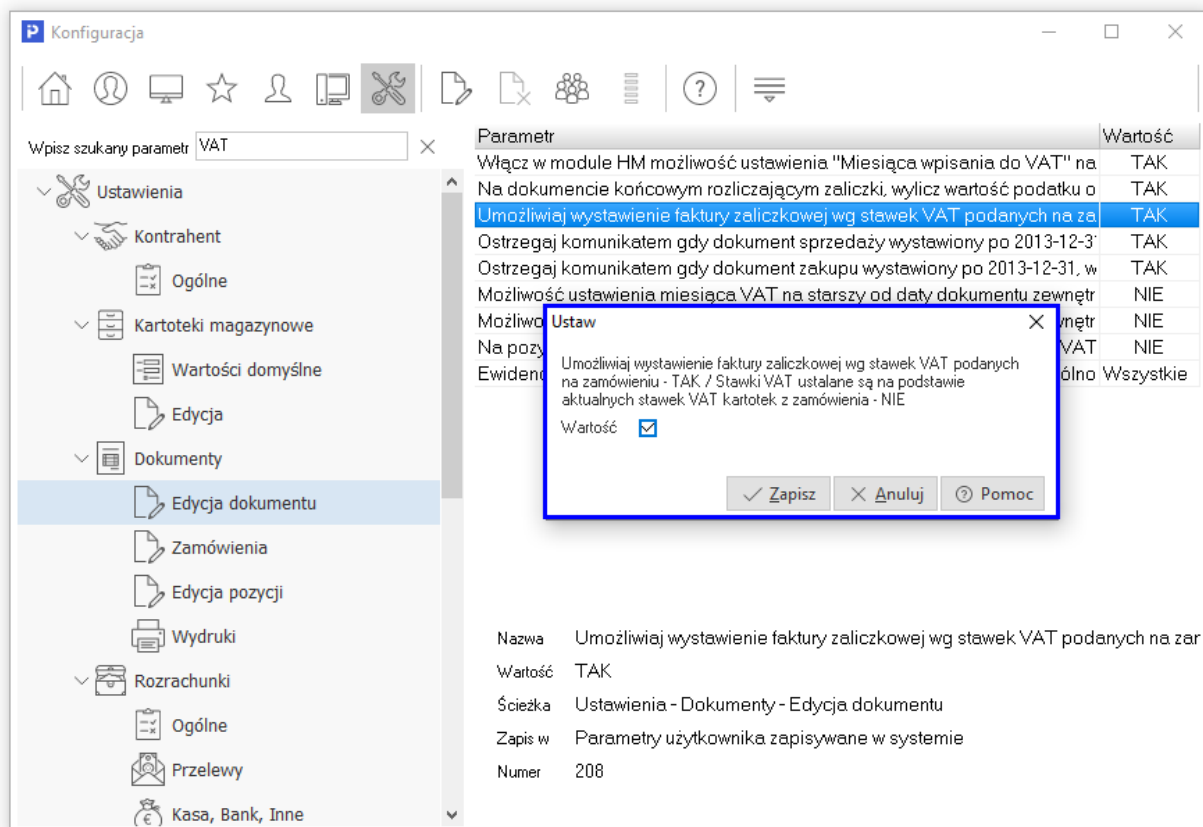 Konfiguracja
Wpisz szukany parametr VAT
Ustawienia
Kontrahent
Ogólne
Kartoteki magazynowe
Wartości domyślne
Edycja
Dokumenty
Edycja dokumentu
Zamówienia
Edycja pozycji
Wydruki
Rozrachunki
Ogólne
Przelewy
Kasa, Bank, Inne
Parametr Wartość
Włącz w module HM możliwość ustawienia "Miesiąca wpisania do VAT" na TAK
Na dokumencie końcowym rozliczającym zaliczki, wylicz wartość podatku o TAK
Umożliwiaj wystawienie faktury zaliczkowej wg stawek VAT podanych na za TAK
Ostrzegaj komunikatem gdy dokument sprzedaży wystawiony po 2013-12-31 TAK
Ostrzegaj komunikatem gdy dokument zakupu wystawiony po 2013-12-31, w TAK
Możliwość ustawienia miesiąca VAT na starszy od daty dokumentu zewnętr NIE
Możliwo wnętr NIE
Na pozy VAT NIE
Ewidenc ólno Wszystkie
Ustaw
Umożliwiaj wystawienie faktury zaliczkowej wg stawek VAT podanych
na zamówieniu - TAK / Stawki VAT ustalane są na podstawie
aktualnych stawek VAT kartotek z zamówienia - NIE
Wartość
Zapisz Anuluj Pomoc
Nazwa Umożliwiaj wystawienie faktury zaliczkowej wg stawek VAT podanych na zar
Wartość TAK
Ścieżka Ustawienia - Dokumenty - Edycja dokumentu
Zapis w Parametry użytkownika zapisywane w systemie
Numer 208